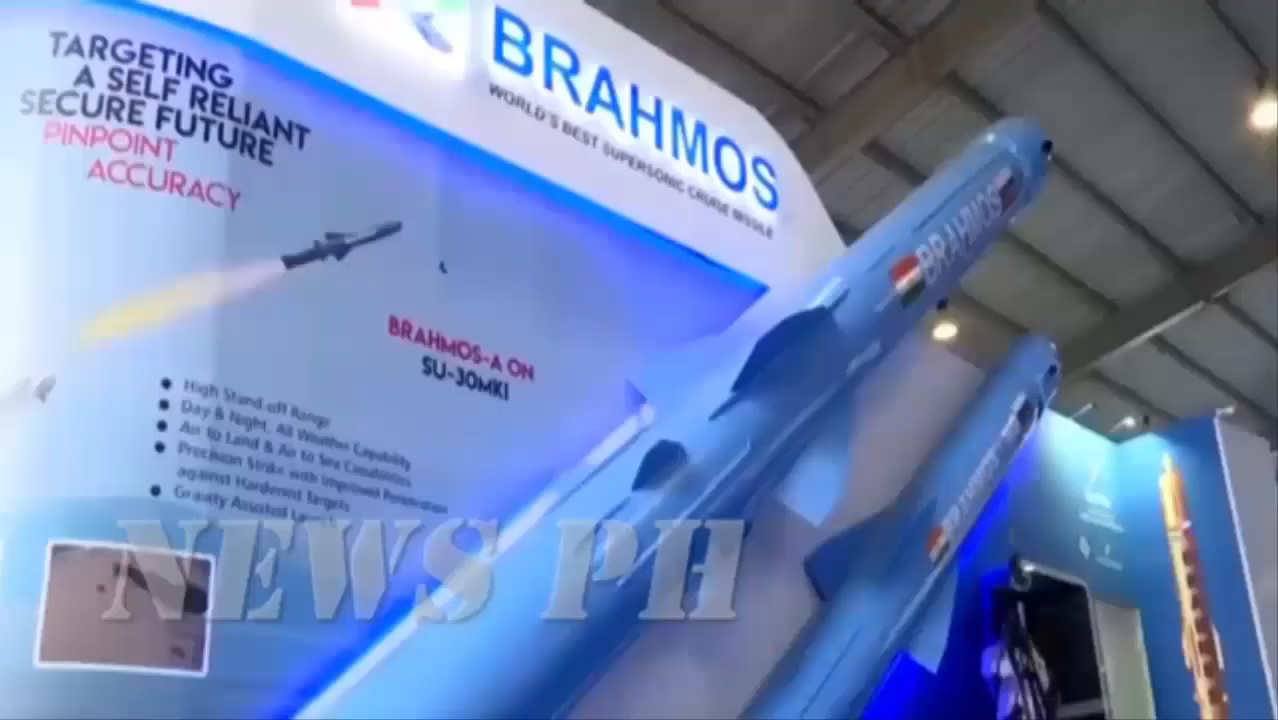 TARGETING
A SELF RELIANT
SECURE FUTURE
PINPOINT
ACCURACY
BRAHMOS
WORLD'S BEST SUPERSONIC CRUISE MISSILE
BRAHMOS
BRAHMOS-A ON
SU-30MKI
High Stand off Range
Day & Night, All Weather Capability
Air to Land & Air to Sea Capabilities
Precision Strike with Improved Penetration
against Hardened Targets
Gravity Assisted
NEWS PH